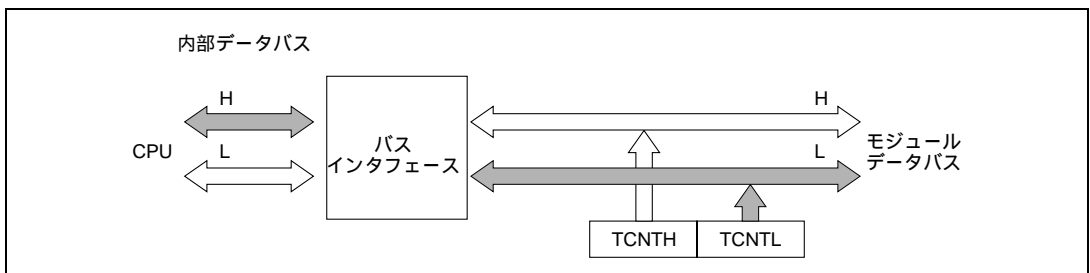 内部データバス
H
L
CPU
バス
インタフェース
H
L
モジュール
データバス
TCNTH
TCNTL